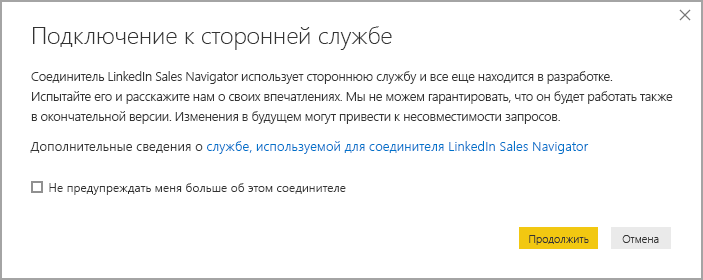 Подключение к сторонней службе
Соединитель LinkedIn Sales Navigator использует стороннюю службу и все еще находится в разработке.
Испытайте его и расскажите нам о своих впечатлениях. Мы не можем гарантировать, что он будет работать также
в окончательной версии. Изменения в будущем могут привести к несовместимости запросов.
Дополнительные сведения о службе, используемой для соединителя LinkedIn Sales Navigator
Не предупреждать меня больше об этом соединителе
Продолжить Отмена